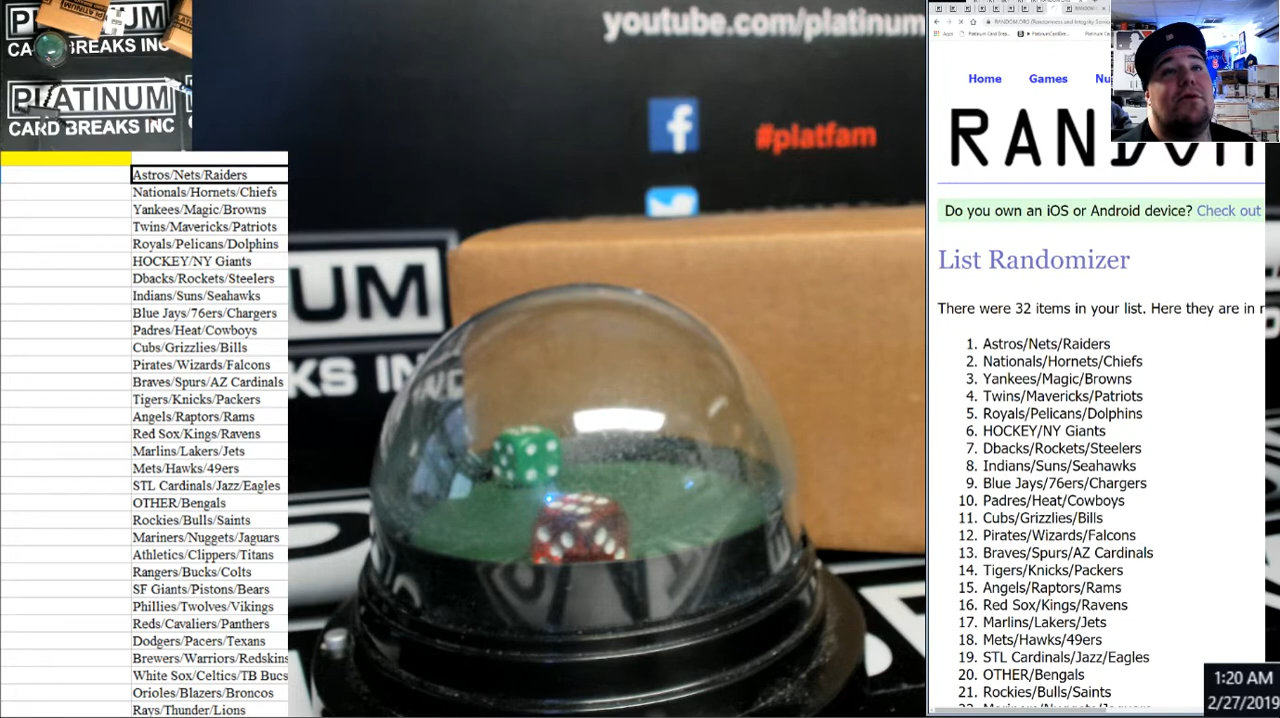 PLATINUM
CARD BREAKS INC
PLATINUM
CARD BREAKS INC
youtube.com/platinum
f
#platfam
NUM
KS INC
Astros/Nets/Raiders
Nationals/Hornets/Chiefs
Yankees/Magic/Browns
Twins/Mavericks/Patriots
Royals/Pelicans/Dolphins
HOCKEY/NY Giants
Dbacks/Rockets/Steelers
Indians/Suns/Seahawks
Blue Jays/76ers/Chargers
Padres/Heat/Cowboys
Cubs/Grizzlies/Bills
Pirates/Wizards/Falcons
Braves/Spurs/AZ Cardinals
Tigers/Knicks/Packers
Angels/Raptors/Rams
Red Sox/Kings/Ravens
Marlins/Lakers/Jets
Mets/Hawks/49ers
STL Cardinals/Jazz/Eagles
OTHER/Bengals
Rockies/Bulls/Saints
Mariners/Nuggets/Jaguars
Athletics/Clippers/Titans
Rangers/Bucks/Colts
SF Giants/Pistons/Bears
Phillies/Twolves/Vikings
Reds/Cavaliers/Panthers
Dodgers/Pacers/Texans
Brewers/Warriors/Redskins
White Sox/Celtics/TB Bucs
Orioles/Blazers/Broncos
Rays/Thunder/Lions
RANDOM.ORG
Apps
Home Games Nu
RANDOM
Do you own an iOS or Android device? Check out
List Randomizer
There were 32 items in your list. Here they are in r
1. Astros/Nets/Raiders
2. Nationals/Hornets/Chiefs
3. Yankees/Magic/Browns
4. Twins/Mavericks/Patriots
5. Royals/Pelicans/Dolphins
6. HOCKEY/NY Giants
7. Dbacks/Rockets/Steelers
8. Indians/Suns/Seahawks
9. Blue Jays/76ers/Chargers
10. Padres/Heat/Cowboys
11. Cubs/Grizzlies/Bills
12. Pirates/Wizards/Falcons
13. Braves/Spurs/AZ Cardinals
14. Tigers/Knicks/Packers
15. Angels/Raptors/Rams
16. Red Sox/Kings/Ravens
17. Marlins/Lakers/Jets
18. Mets/Hawks/49ers
19. STL Cardinals/Jazz/Eagles
20. OTHER/Bengals
21. Rockies/Bulls/Saints
1:20 AM
2/27/2019